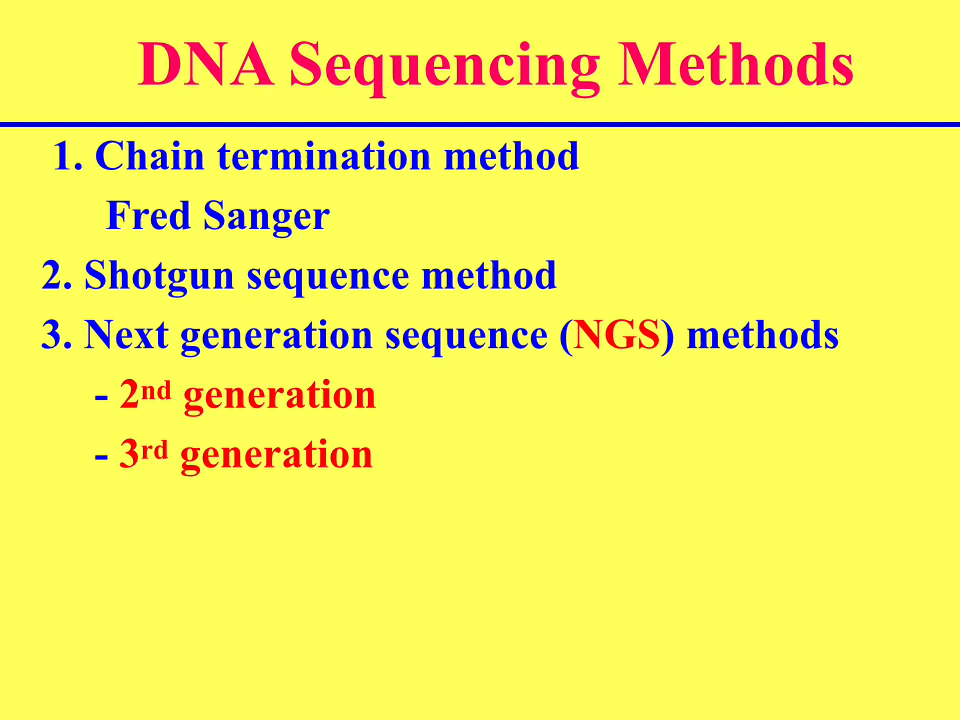 DNA Sequencing Methods
1. Chain termination method
Fred Sanger
2. Shotgun sequence method
3. Next generation sequence (NGS) methods
- 2nd generation
- 3rd generation